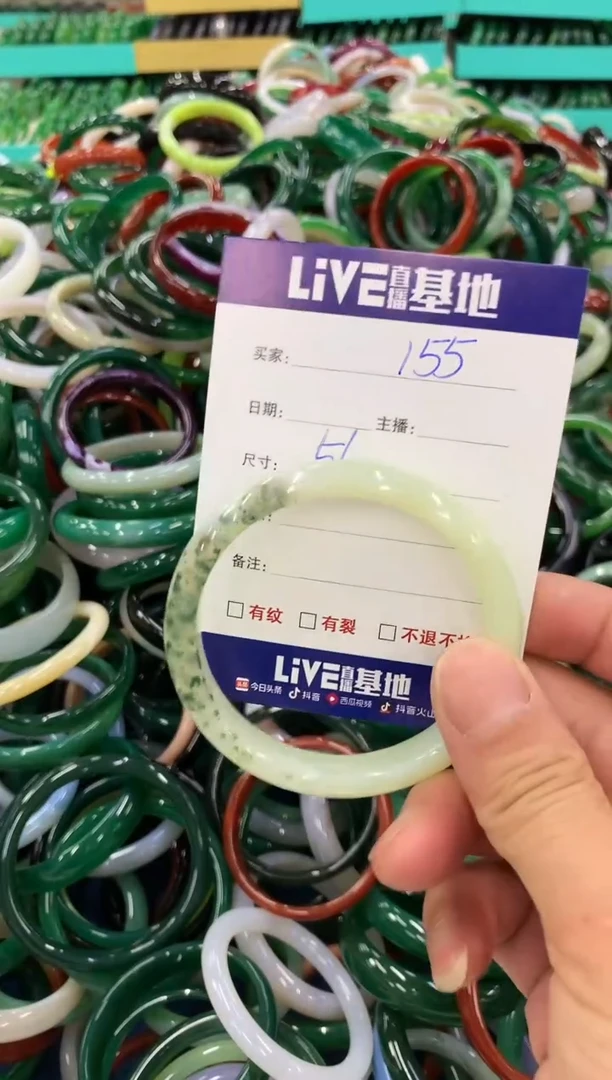 LiVE直播基地
买家: 155
日期: 主播:
尺寸:
备注:
□有纹 □有裂 □不退不
LiVE直播基地
头条 今日头条 抖音 西瓜视频 抖音火山